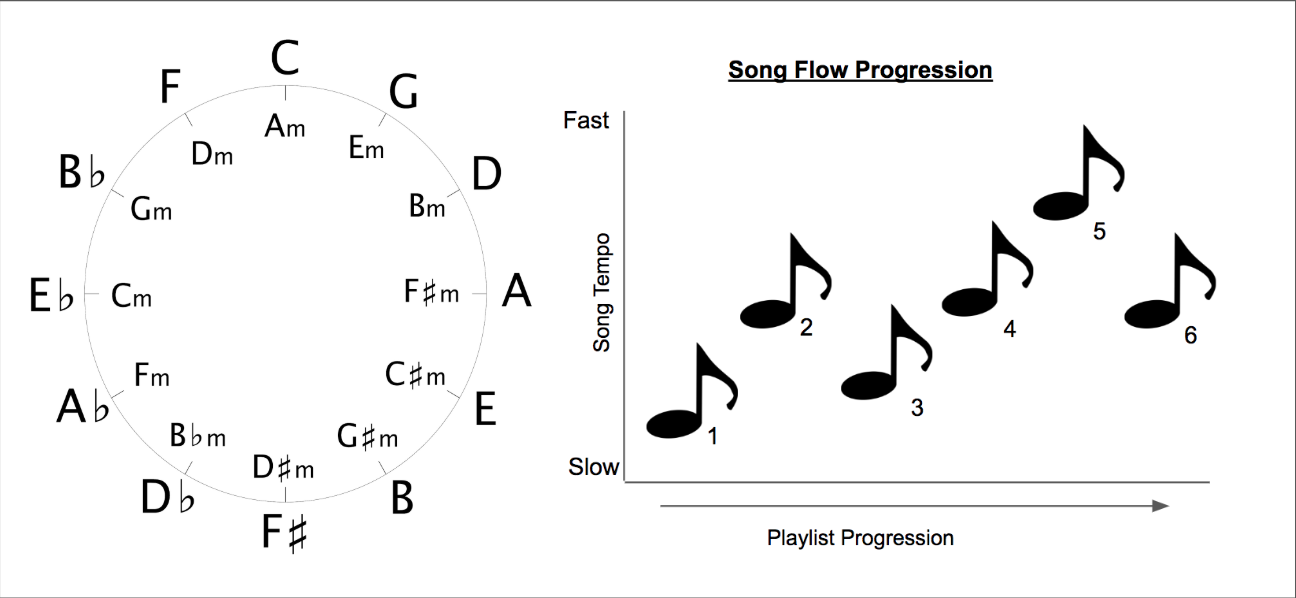 C
F
G
Am
Em
Dm
B♭
D
Gm
Bm
E♭
Cm
F♯m
A
Fm
C♯m
A♭
E
B♭m
G♯m
D♯m
D♭
B
F♯
Song Flow Progression
Fast
Song Tempo
Slow
1
2
3
4
5
6
Playlist Progression